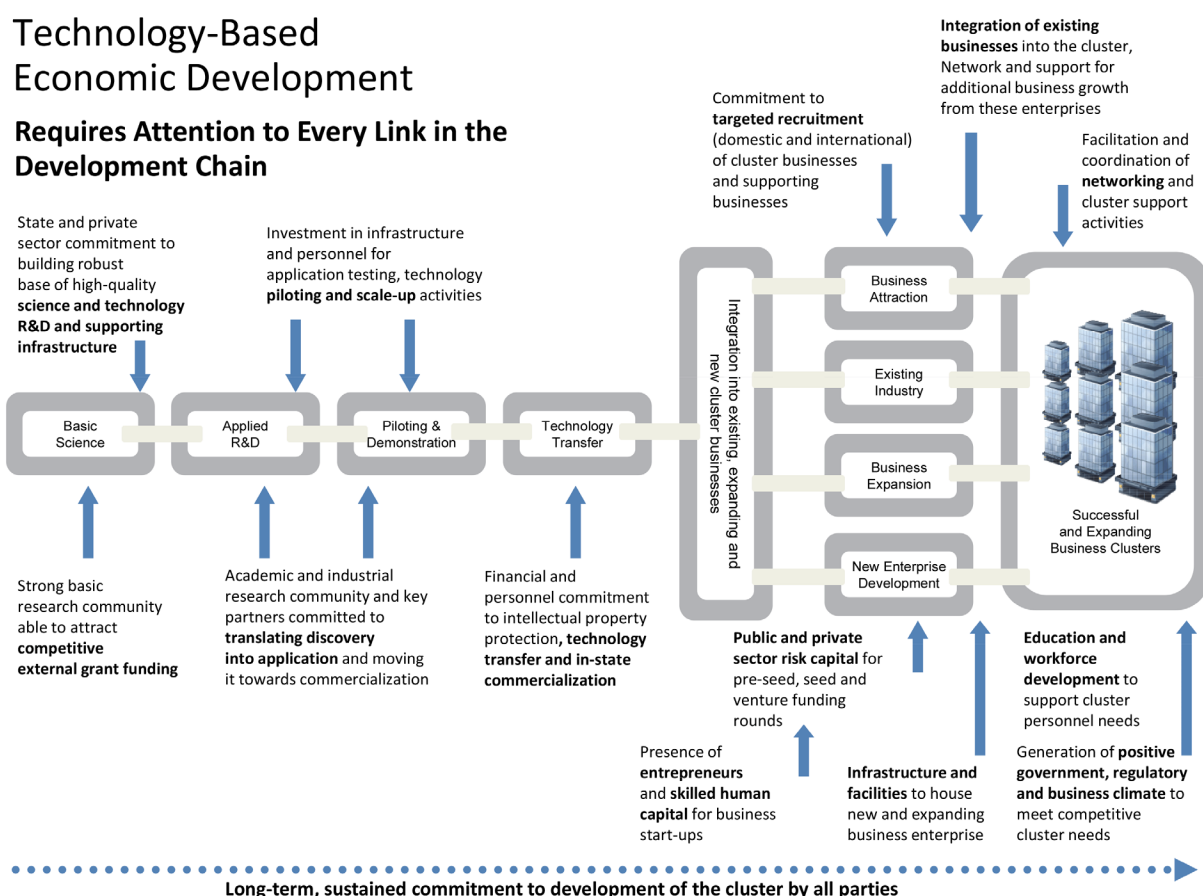 Technology-Based
Economic Development
Requires Attention to Every Link in the
Development Chain
State and private
sector commitment to
building robust
base of high-quality
science and technology
R&D and supporting
infrastructure
Investment in infrastructure
and personnel for
application testing, technology
piloting and scale-up activities
Commitment to
targeted recruitment
(domestic and international)
of cluster businesses
and supporting
businesses
Integration of existing
businesses into the cluster,
Network and support for
additional business growth
from these enterprises
Facilitation and
coordination of
networking and
cluster support
activities
Basic
Science
Applied
R&D
Piloting &
Demonstration
Technology
Transfer
Integration into existing, expanding and
new cluster businesses
Business
Attraction
Existing
Industry
Business
Expansion
New Enterprise
Development
Successful
and Expanding
Business Clusters
Strong basic
research community
able to attract
competitive
external grant funding
Academic and industrial
research community and key
partners committed to
translating discovery
into application and moving
it towards commercialization
Financial and
personnel commitment
to intellectual property
protection, technology
transfer and in-state
commercialization
Public and private
sector risk capital for
pre-seed, seed and
venture funding
rounds
Education and
workforce
development to
support cluster
personnel needs
Presence of
entrepreneurs
and skilled human
capital for business
start-ups
Infrastructure and
facilities to house
new and expanding
business enterprise
Generation of positive
government, regulatory
and business climate to
meet competitive
cluster needs
Long-term, sustained commitment to development of the cluster by all parties